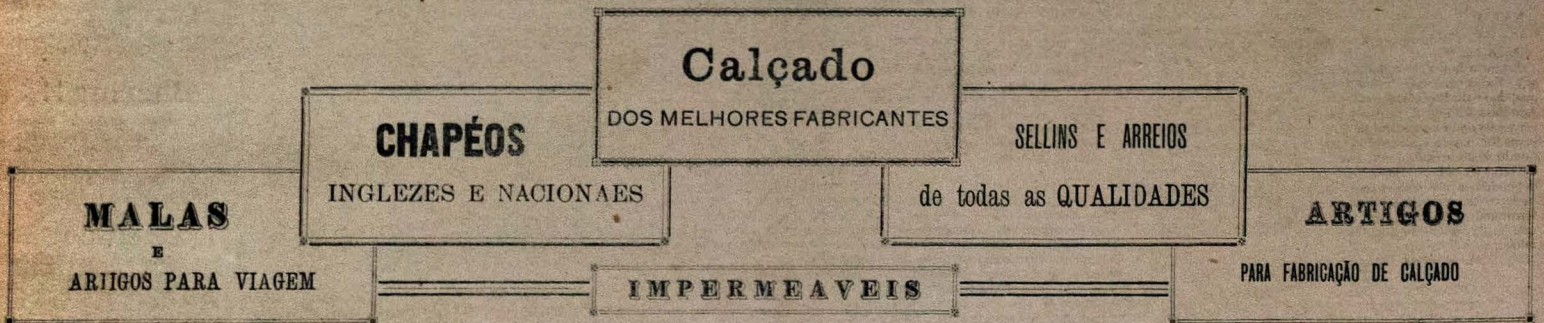 Calçado
DOS MELHORES FABRICANTES
CHAPÉOS
INGLEZES E NACIONAES
SELLINS E ARREIOS
de todas as QUALIDADES
MALAS
E
ARTIGOS PARA VIAGEM
ARTIGOS
PARA FABRICAÇÃO DE CALÇADO
IMPERMEAVEIS